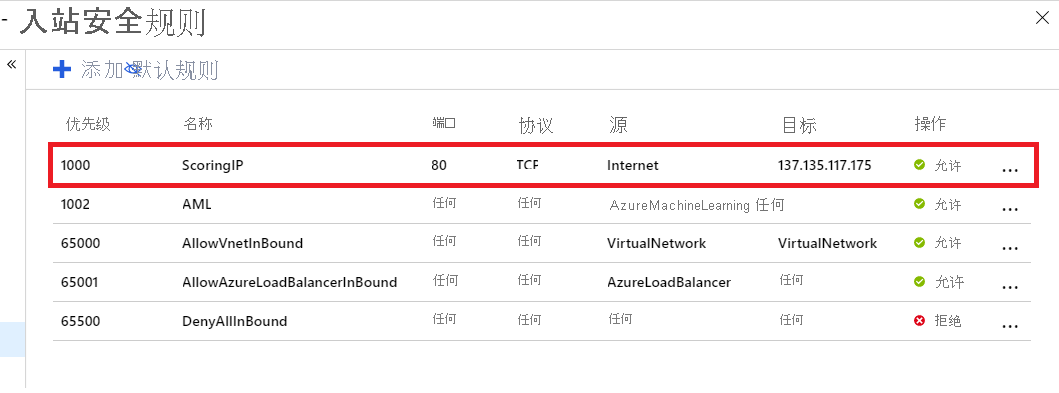 - 入站安全规则
添加 默认规则
优先级 名称 端口 协议 源 目标 操作
1000 ScoringIP 80 TCP Internet 137.135.117.175 允许 ...
1002 AML 任何 任何 AzureMachineLearning 任何 允许 ...
65000 AllowVnetInBound 任何 任何 VirtualNetwork VirtualNetwork 允许 ...
65001 AllowAzureLoadBalancerInBound 任何 任何 AzureLoadBalancer 任何 允许 ...
65500 DenyAllInBound 任何 任何 任何 任何 拒绝 ...